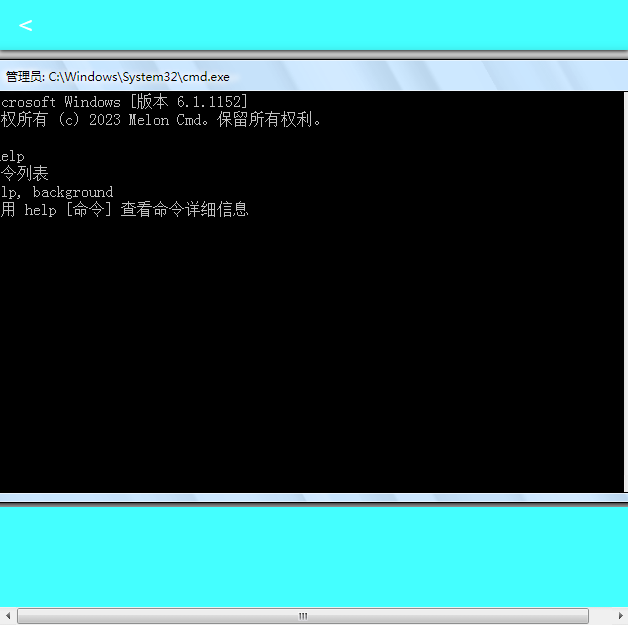 <
管理员: C:\Windows\System32\cmd.exe
crosoft Windows [版本 6.1.1152]
权所有 (c) 2023 Melon Cmd。保留所有权利。
elp
令列表
lp, background
用 help [命令] 查看命令详细信息